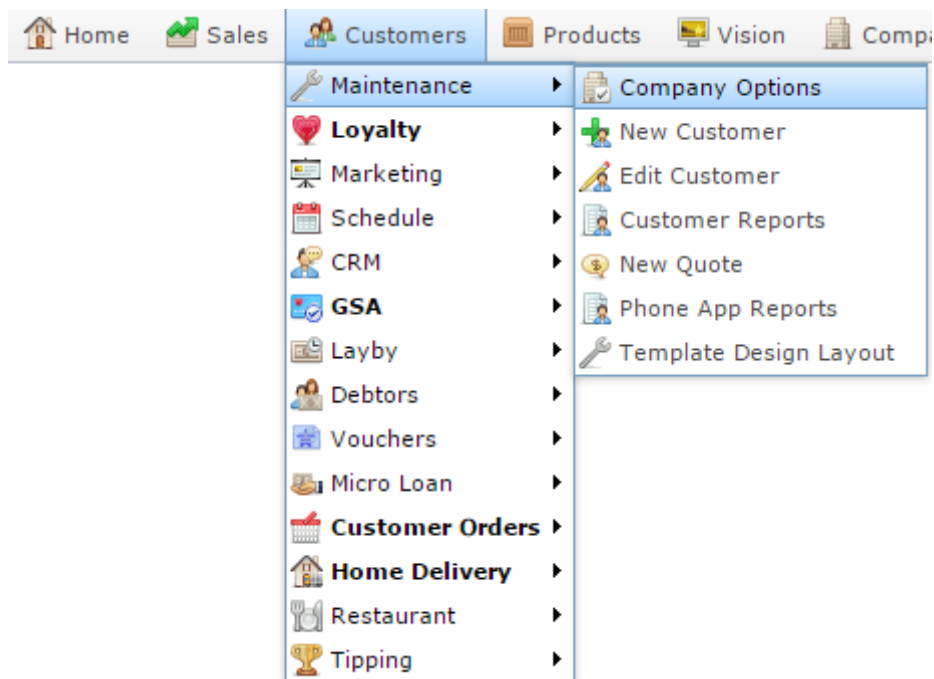 Home Sales Customers Products Vision
Maintenance
Company Options
Loyalty
New Customer
Marketing
Edit Customer
Schedule
Customer Reports
CRM
New Quote
GSA
Phone App Reports
Layby
Template Design Layout
Debtors
Vouchers
Micro Loan
Customer Orders
Home Delivery
Restaurant
Tipping